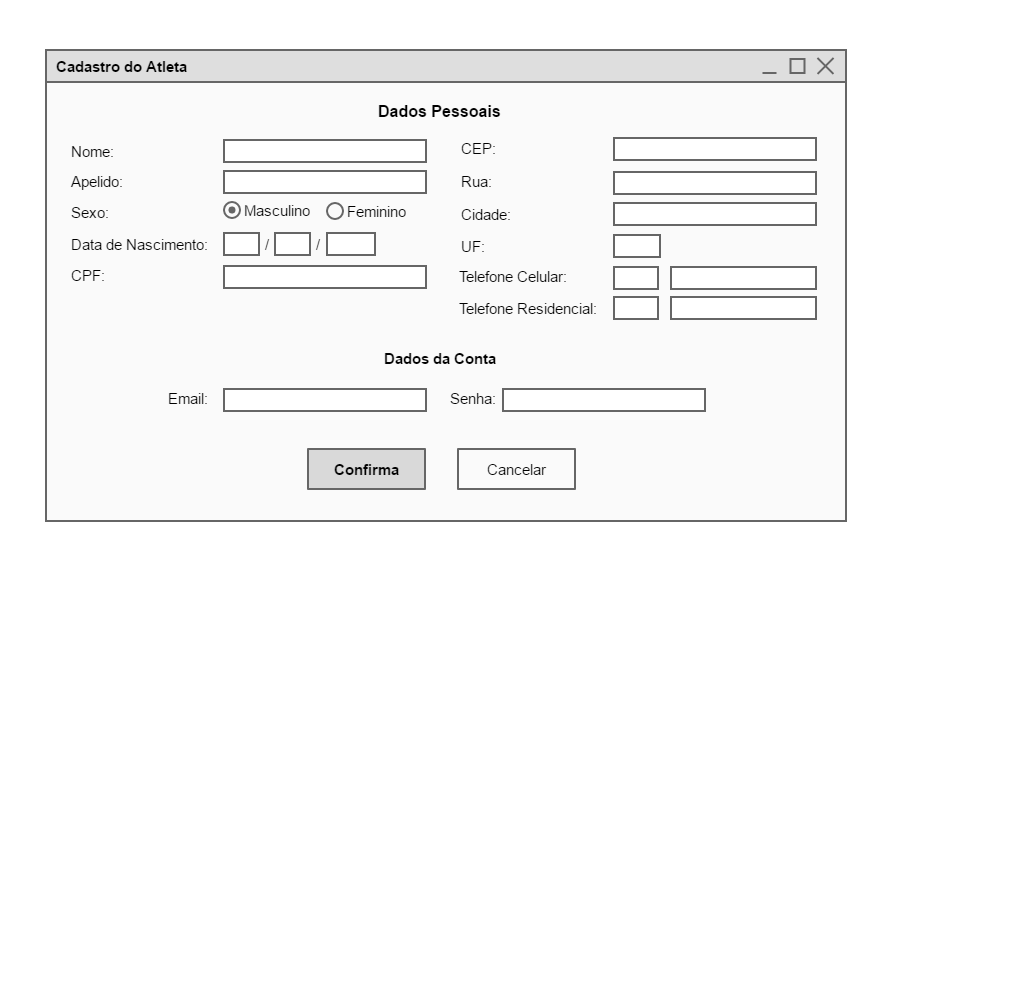 Cadastro do Atleta
Dados Pessoais
Nome:
Apelido:
Sexo: Masculino Feminino
Data de Nascimento: / /
CPF:
CEP:
Rua:
Cidade:
UF:
Telefone Celular:
Telefone Residencial:
Dados da Conta
Email: Senha:
Confirma Cancelar